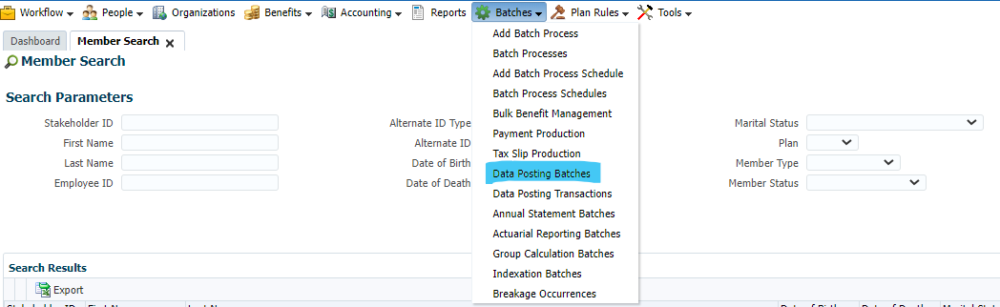 Workflow People Organizations Benefits Accounting Reports Batches Plan Rules Tools
Dashboard Member Search
Member Search
Search Parameters
Stakeholder ID
First Name
Last Name
Employee ID
Alternate ID Type
Alternate ID
Date of Birth
Date of Death
Add Batch Process
Batch Processes
Add Batch Process Schedule
Batch Process Schedules
Bulk Benefit Management
Payment Production
Tax Slip Production
Data Posting Batches
Data Posting Transactions
Annual Statement Batches
Actuarial Reporting Batches
Group Calculation Batches
Indexation Batches
Breakage Occurrences
Marital Status
Plan
Member Type
Member Status
Search Results
Export